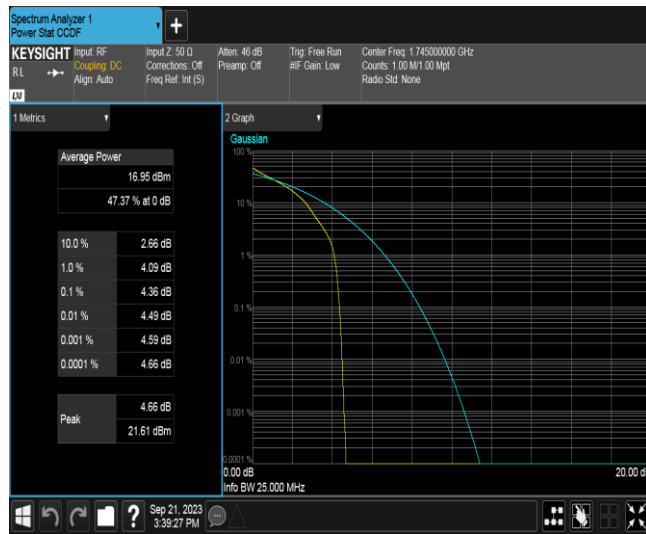 Spectrum Analyzer 1
Power Stat CCDF
+
KEYSIGHT
RL
LXI
Input: RF
Coupling: DC
Align: Auto
Input Z: 50 Ω
Corrections: Off
Freq Ref: Int (S)
Atten: 46 dB
Preamp: Off
Trig: Free Run
#IF Gain: Low
Center Freq: 1.745000000 GHz
Counts: 1.00 M/1.00 Mpt
Radio Std: None
1 Metrics
Average Power
16.95 dBm
47.37 % at 0 dB
10.0 % 2.66 dB
1.0 % 4.09 dB
0.1 % 4.36 dB
0.01 % 4.49 dB
0.001 % 4.59 dB
0.0001 % 4.66 dB
Peak
4.66 dB
21.61 dBm
2 Graph
Gaussian
100 %
10 %
1 %
0.1 %
0.01 %
0.001 %
0.0001 %
0.00 dB
20.00 d
Info BW 25.000 MHz
?
Sep 21, 2023
3:39:27 PM